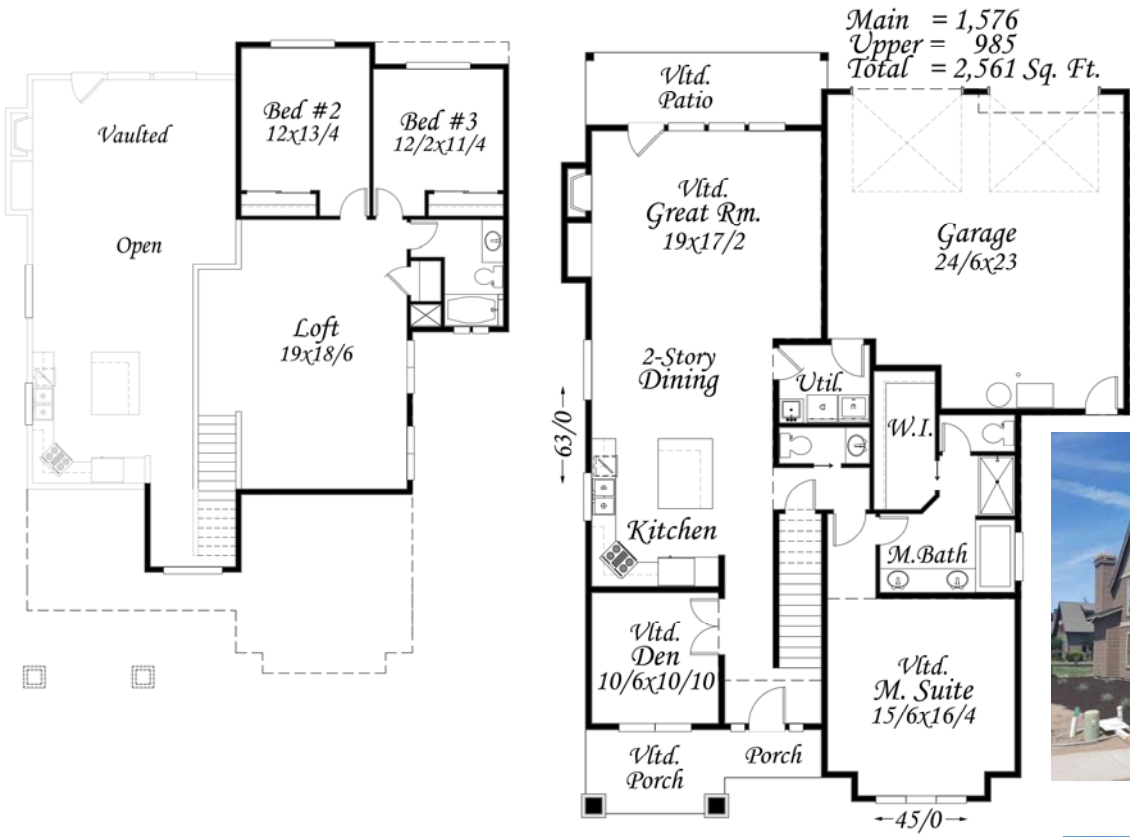 Main = 1,576
Upper = 985
Total = 2,561 Sq. Ft.
Vaulted
Open
Bed #2
12x13/4
Bed #3
12/2x11/4
Loft
19x18/6
Vltd.
Patio
Vltd.
Great Rm.
19x17/2
Garage
24/6x23
2-Story
Dining
Util.
W.I.
63/0
Kitchen
M.Bath
Vltd.
Den
10/6x10/10
Vltd.
M. Suite
15/6x16/4
Vltd.
Porch
Porch
45/0